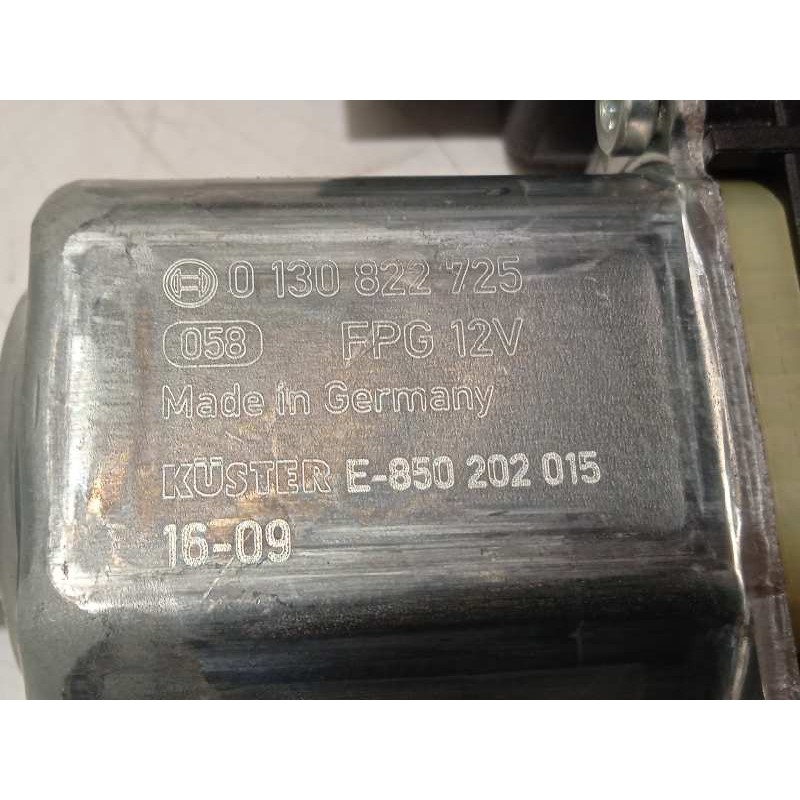 0 130 822 725
058 FPG 12V
Made in Germany
KÜSTER E-850 202 015
16-09